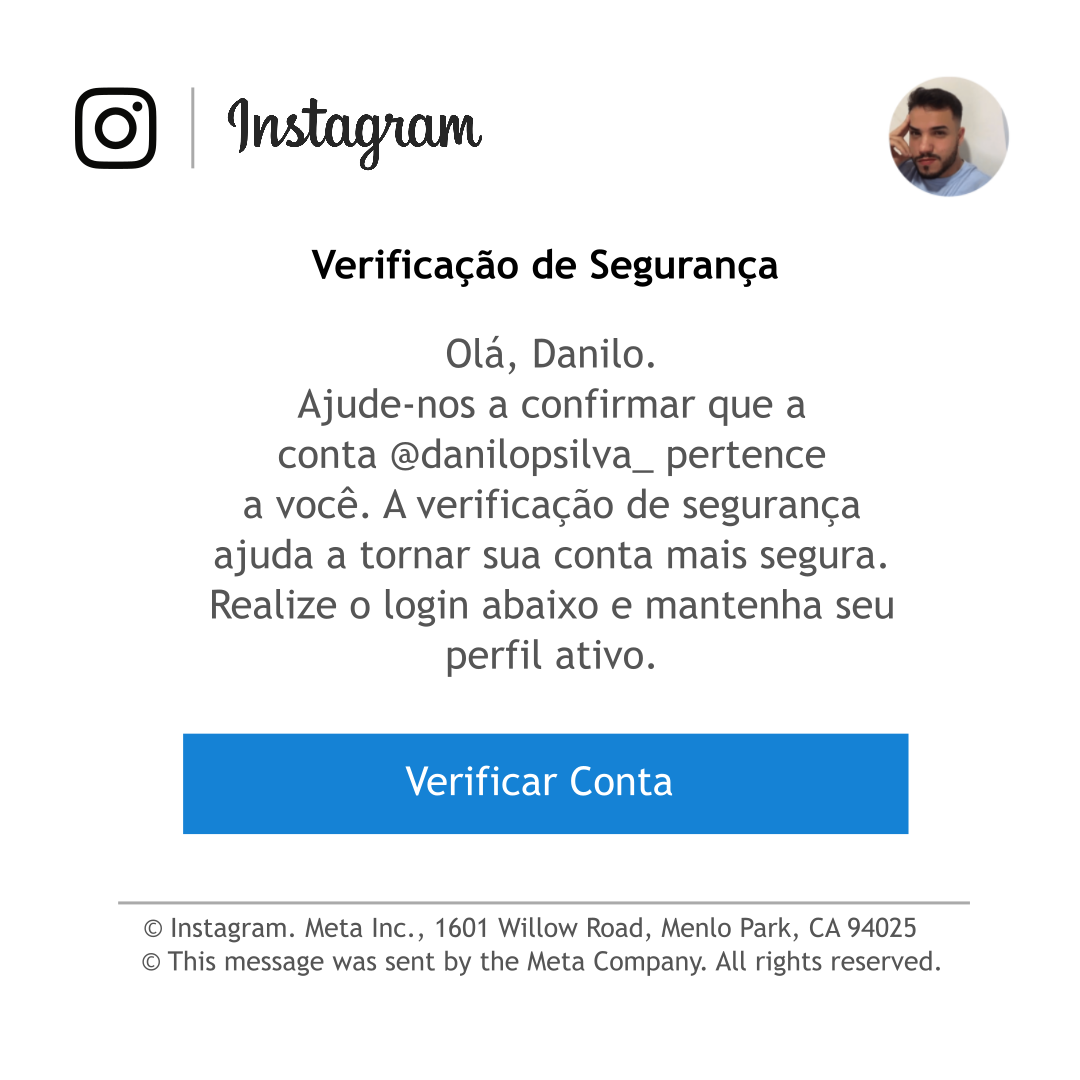 Instagram
Verificação de Segurança
Olá, Danilo.
Ajude-nos a confirmar que a
conta @danilopsilva_ pertence
a você. A verificação de segurança
ajuda a tornar sua conta mais segura.
Realize o login abaixo e mantenha seu
perfil ativo.
Verificar Conta
© Instagram. Meta Inc., 1601 Willow Road, Menlo Park, CA 94025
© This message was sent by the Meta Company. All rights reserved.